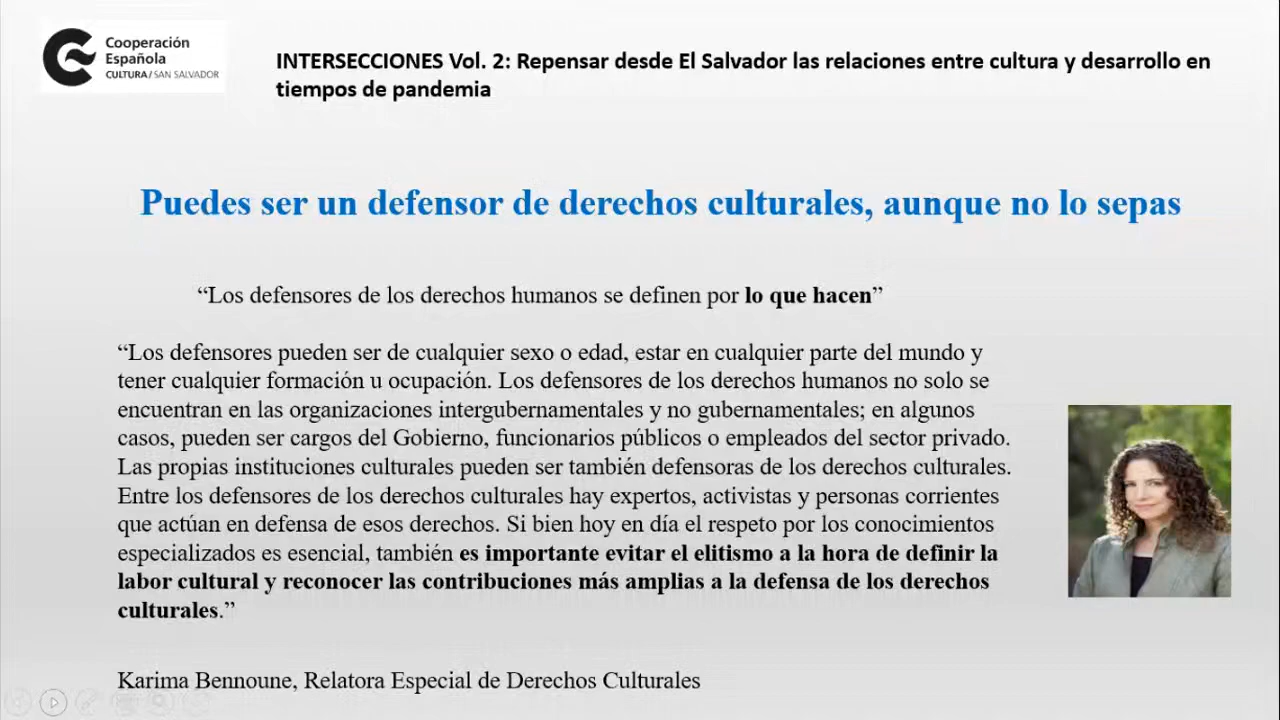 Cooperación
Española
CULTURA / SAN SALVADOR
INTERSECCIONES Vol. 2: Repensar desde El Salvador las relaciones entre cultura y desarrollo en
tiempos de pandemia
Puedes ser un defensor de derechos culturales, aunque no lo sepas
“Los defensores de los derechos humanos se definen por lo que hacen”
“Los defensores pueden ser de cualquier sexo o edad, estar en cualquier parte del mundo y
tener cualquier formación u ocupación. Los defensores de los derechos humanos no solo se
encuentran en las organizaciones intergubernamentales y no gubernamentales; en algunos
casos, pueden ser cargos del Gobierno, funcionarios públicos o empleados del sector privado.
Las propias instituciones culturales pueden ser también defensoras de los derechos culturales.
Entre los defensores de los derechos culturales hay expertos, activistas y personas corrientes
que actúan en defensa de esos derechos. Si bien hoy en día el respeto por los conocimientos
especializados es esencial, también es importante evitar el elitismo a la hora de definir la
labor cultural y reconocer las contribuciones más amplias a la defensa de los derechos
culturales.”
Karima Bennoune, Relatora Especial de Derechos Culturales